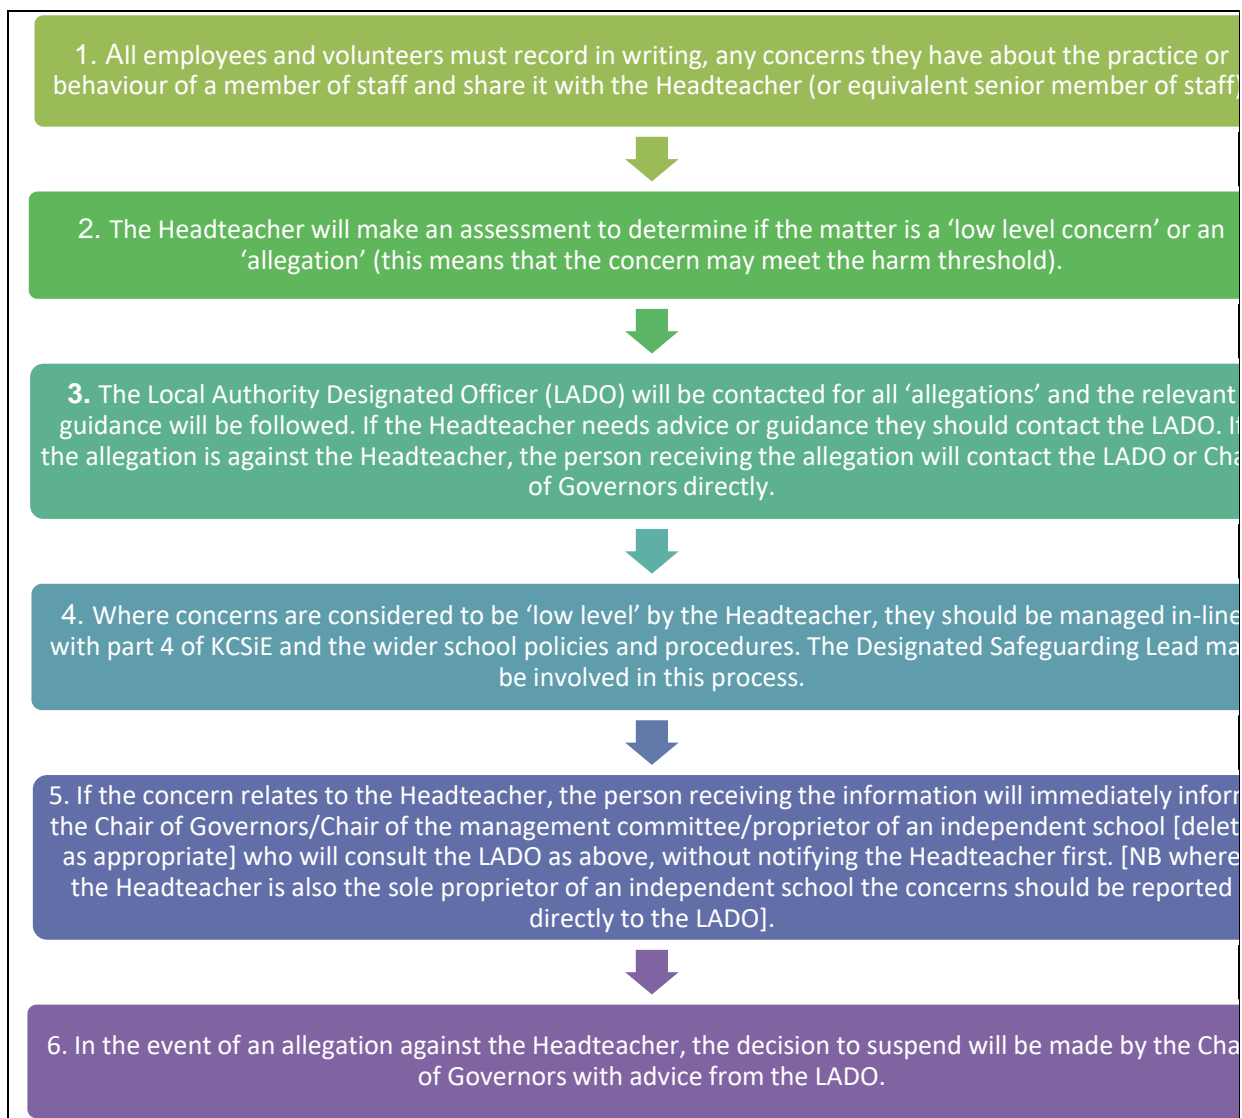 1. All employees and volunteers must record in writing, any concerns they have about the practice or
behaviour of a member of staff and share it with the Headteacher (or equivalent senior member of staff)
2. The Headteacher will make an assessment to determine if the matter is a ‘low level concern’ or an
‘allegation’ (this means that the concern may meet the harm threshold).
3. The Local Authority Designated Officer (LADO) will be contacted for all ‘allegations’ and the relevant
guidance will be followed. If the Headteacher needs advice or guidance they should contact the LADO. If
the allegation is against the Headteacher, the person receiving the allegation will contact the LADO or Cha
of Governors directly.
4. Where concerns are considered to be ‘low level’ by the Headteacher, they should be managed in-line
with part 4 of KCSiE and the wider school policies and procedures. The Designated Safeguarding Lead ma
be involved in this process.
5. If the concern relates to the Headteacher, the person receiving the information will immediately infor
the Chair of Governors/Chair of the management committee/proprietor of an independent school [delet
as appropriate] who will consult the LADO as above, without notifying the Headteacher first. [NB where
the Headteacher is also the sole proprietor of an independent school the concerns should be reported
directly to the LADO].
6. In the event of an allegation against the Headteacher, the decision to suspend will be made by the Cha
of Governors with advice from the LADO.